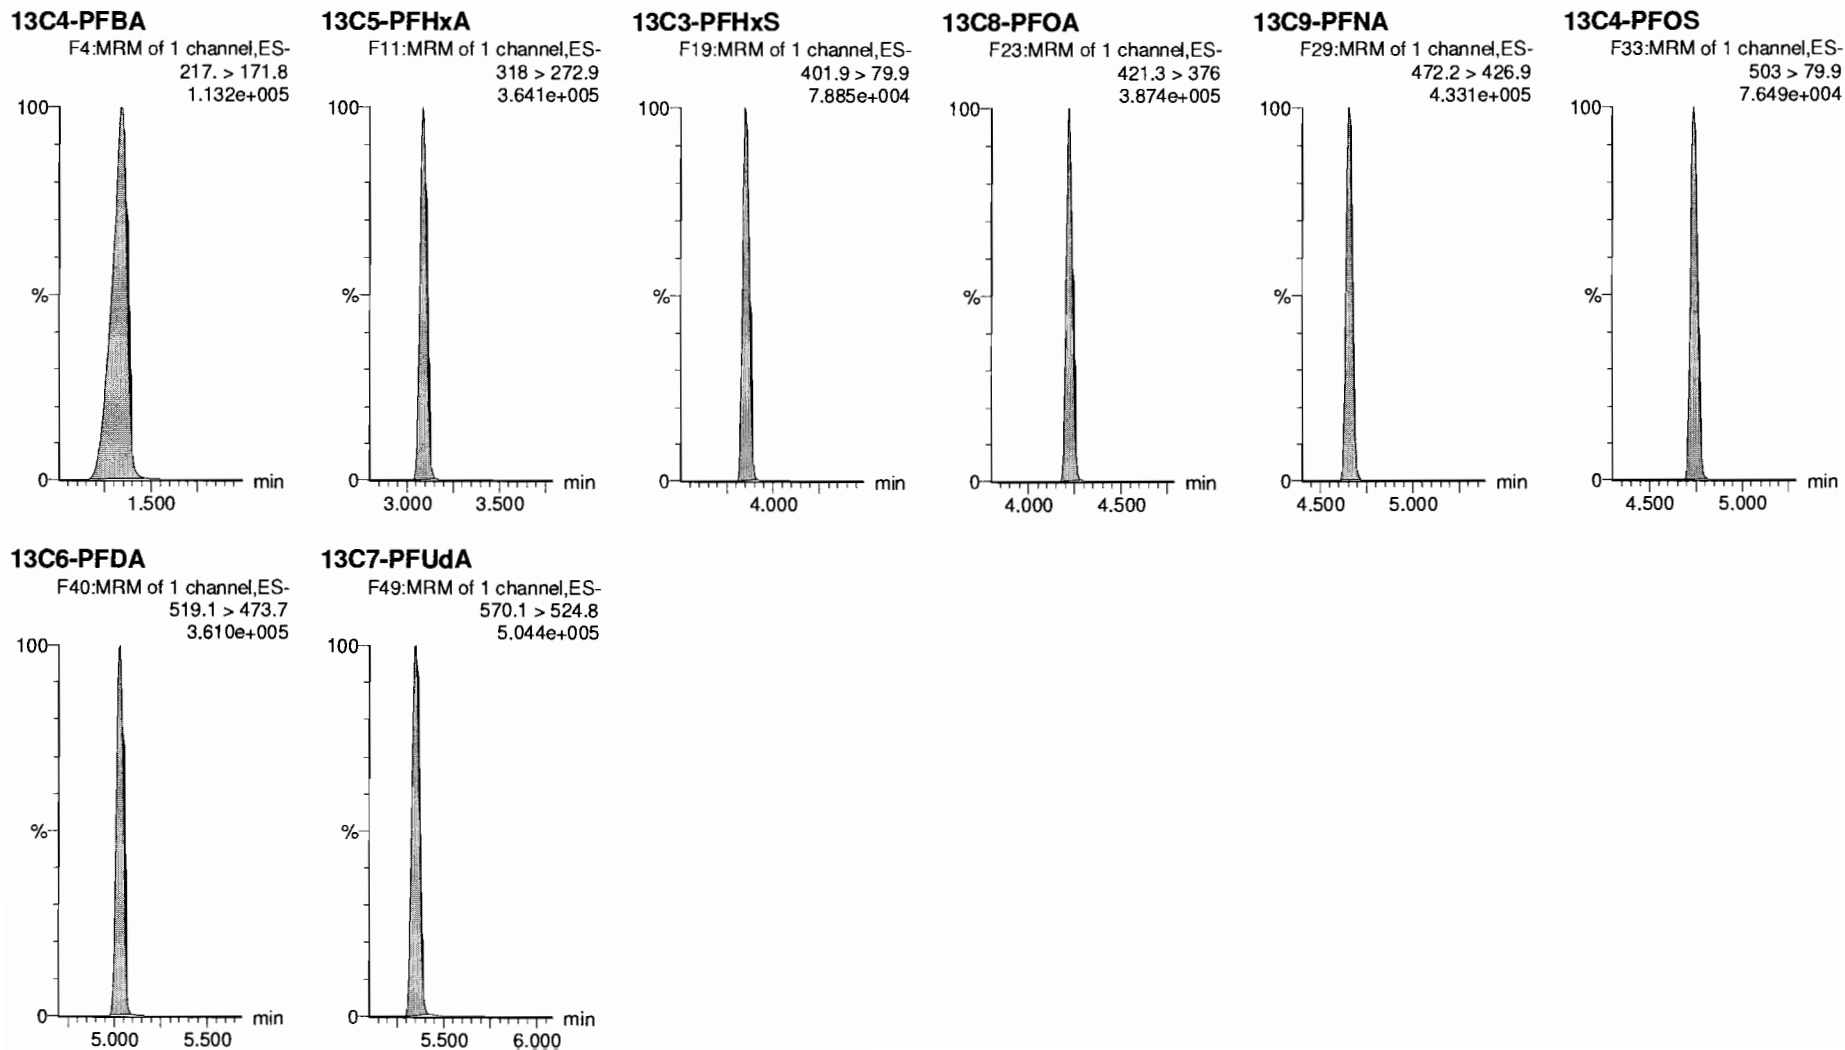 13C4-PFBA
F4:MRM of 1 channel,ES-
217. > 171.8
1.132e+005
100
%
0
min
1.500
13C5-PFHxA
F11:MRM of 1 channel,ES-
318 > 272.9
3.641e+005
100
%
0
min
3.000 3.500
13C3-PFHxS
F19:MRM of 1 channel,ES-
401.9 > 79.9
7.885e+004
100
%
0
min
4.000
13C8-PFOA
F23:MRM of 1 channel,ES-
421.3 > 376
3.874e+005
100
%
0
min
4.000 4.500
13C9-PFNA
F29:MRM of 1 channel,ES-
472.2 > 426.9
4.331e+005
100
%
0
min
4.500 5.000
13C4-PFOS
F33:MRM of 1 channel,ES-
503 > 79.9
7.649e+004
100
%
0
min
4.500 5.000
13C6-PFDA
F40:MRM of 1 channel,ES-
519.1 > 473.7
3.610e+005
100
%
0
min
5.000 5.500
13C7-PFUdA
F49:MRM of 1 channel,ES-
570.1 > 524.8
5.044e+005
100
%
0
min
5.500 6.000